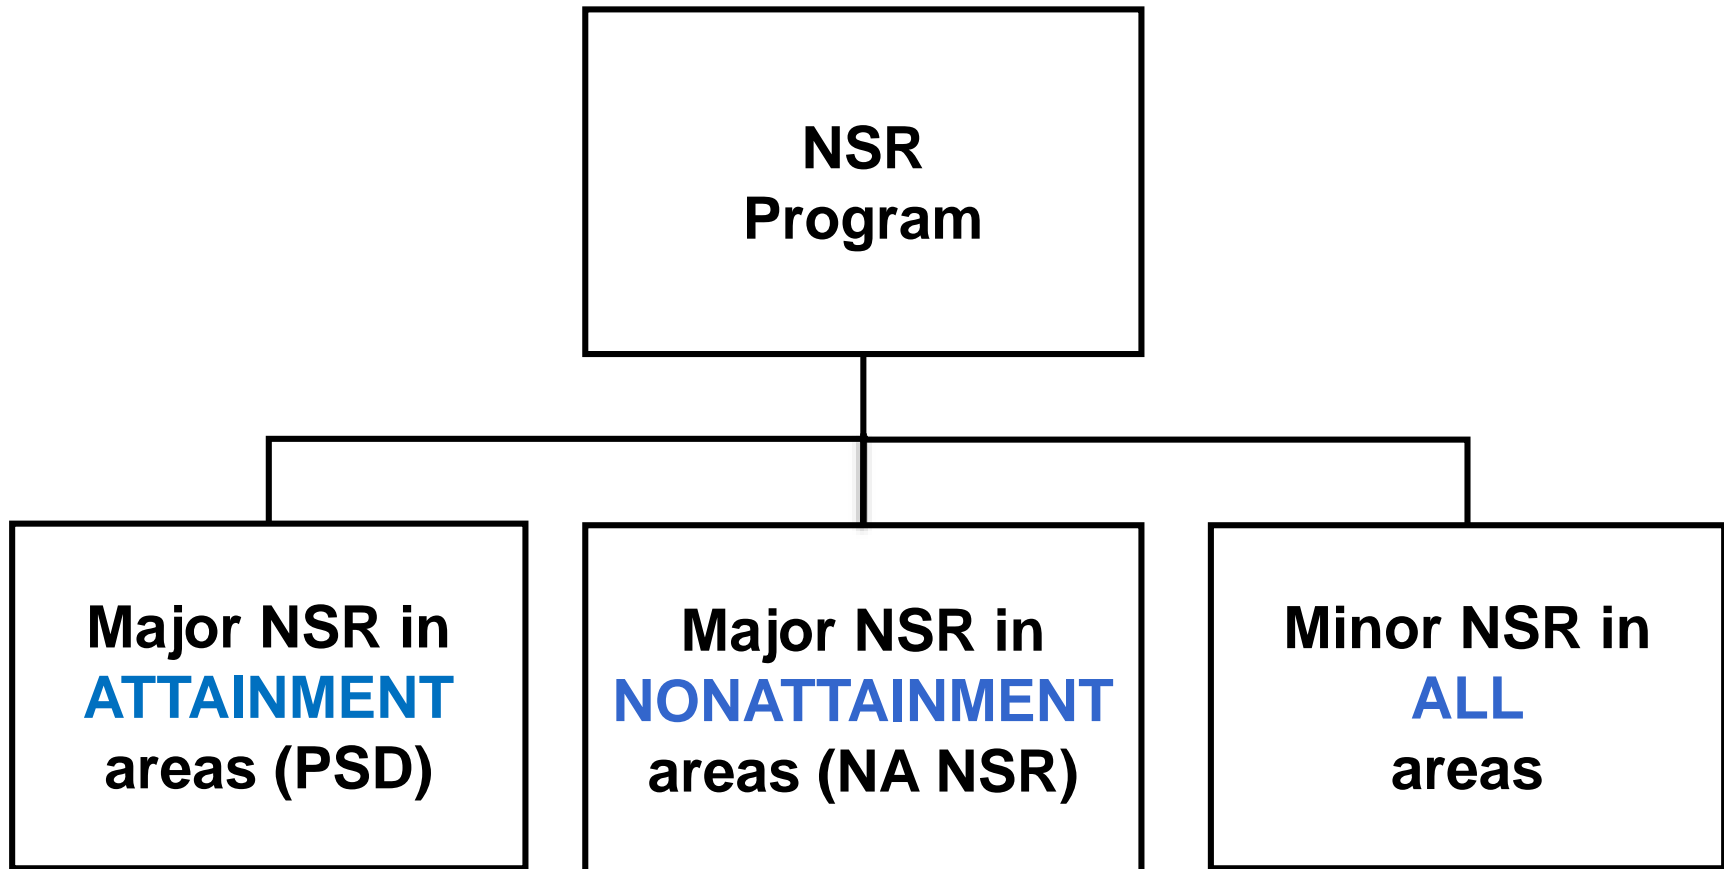 NSR
Program
Major NSR in
ATTAINMENT
areas (PSD)
Major NSR in
NONATTAINMENT
areas (NA NSR)
Minor NSR in
ALL
areas